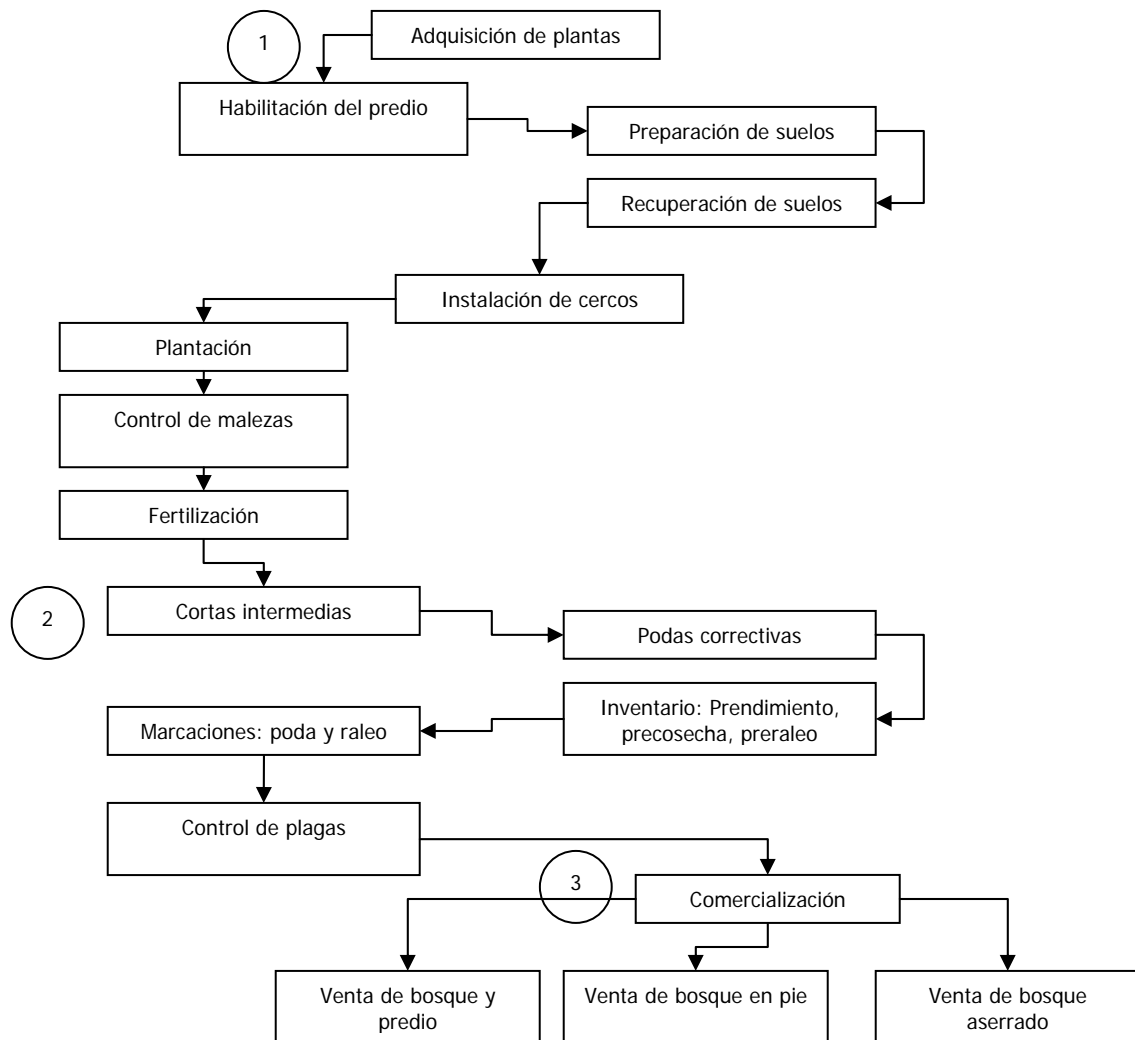 1
Adquisición de plantas
Habilitación del predio
Preparación de suelos
Recuperación de suelos
Instalación de cercos
Plantación
Control de malezas
Fertilización
2
Cortas intermedias
Podas correctivas
Inventario: Prendimiento,
precosecha, preraleo
Marcaciones: poda y raleo
Control de plagas
3
Comercialización
Venta de bosque y
predio
Venta de bosque en pie
Venta de bosque
aserrado